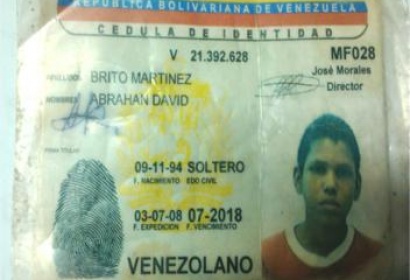 REPÚBLICA BOLIVARIANA DE VENEZUELA
CEDULA DE IDENTIDAD
V 21.392.628
MF028
José Morales
Director
APELLIDOS BRITO MARTINEZ
NOMBRES ABRAHAN DAVID
FIRMA TITULAR
09-11-94 SOLTERO
F. NACIMIENTO EDO CIVIL
03-07-08 07-2018
F. EXPEDICION F. VENCIMIENTO
VENEZOLANO